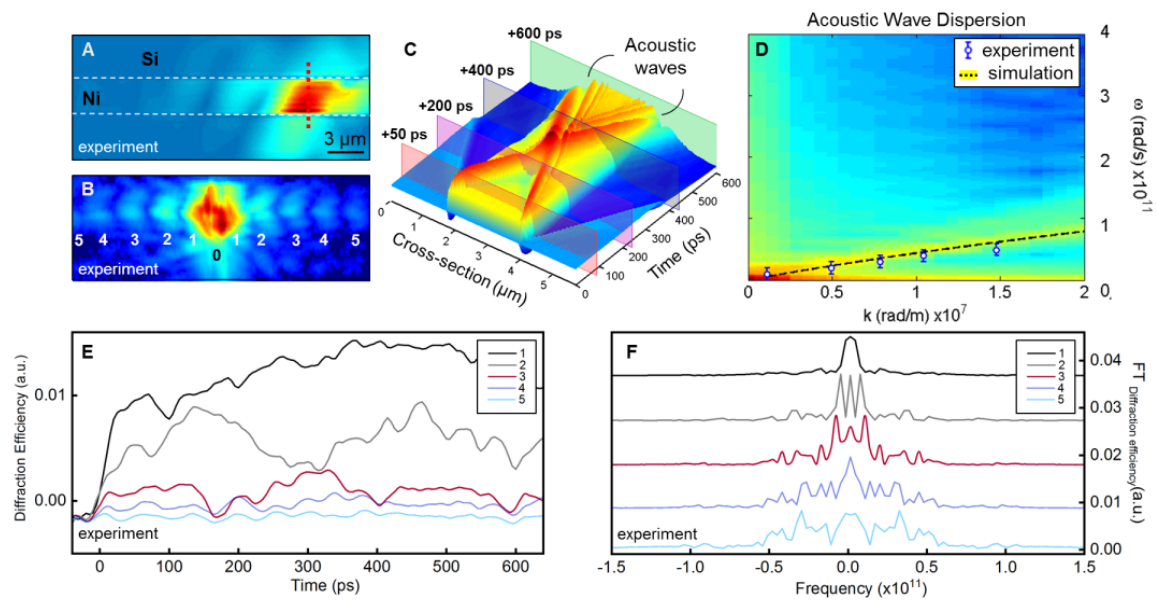 A
Si
Ni
experiment
3 μm
B
5 4 3 2 1 1 2 3 4 5
0
experiment
C
+600 ps
+400 ps
+200 ps
+50 ps
Acoustic
waves
0
1
2
3
4
5
Cross-section (μm)
0
100
200
300
400
500
600
Time (ps)
Acoustic Wave Dispersion
D
experiment
simulation
4
3
2
1
0
ω (rad/s) x10¹¹
0 0.5 1 1.5 2
k (rad/m) x10⁷
E
1
2
3
4
5
0.01
0.00
Diffraction Efficiency (a.u.)
experiment
0 100 200 300 400 500 600
Time (ps)
F
1
2
3
4
5
0.04
0.03
0.02
0.01
0.00
FT Diffraction efficiency (a.u.)
experiment
-1.5 -1.0 -0.5 0.0 0.5 1.0 1.5
Frequency (x10¹¹)